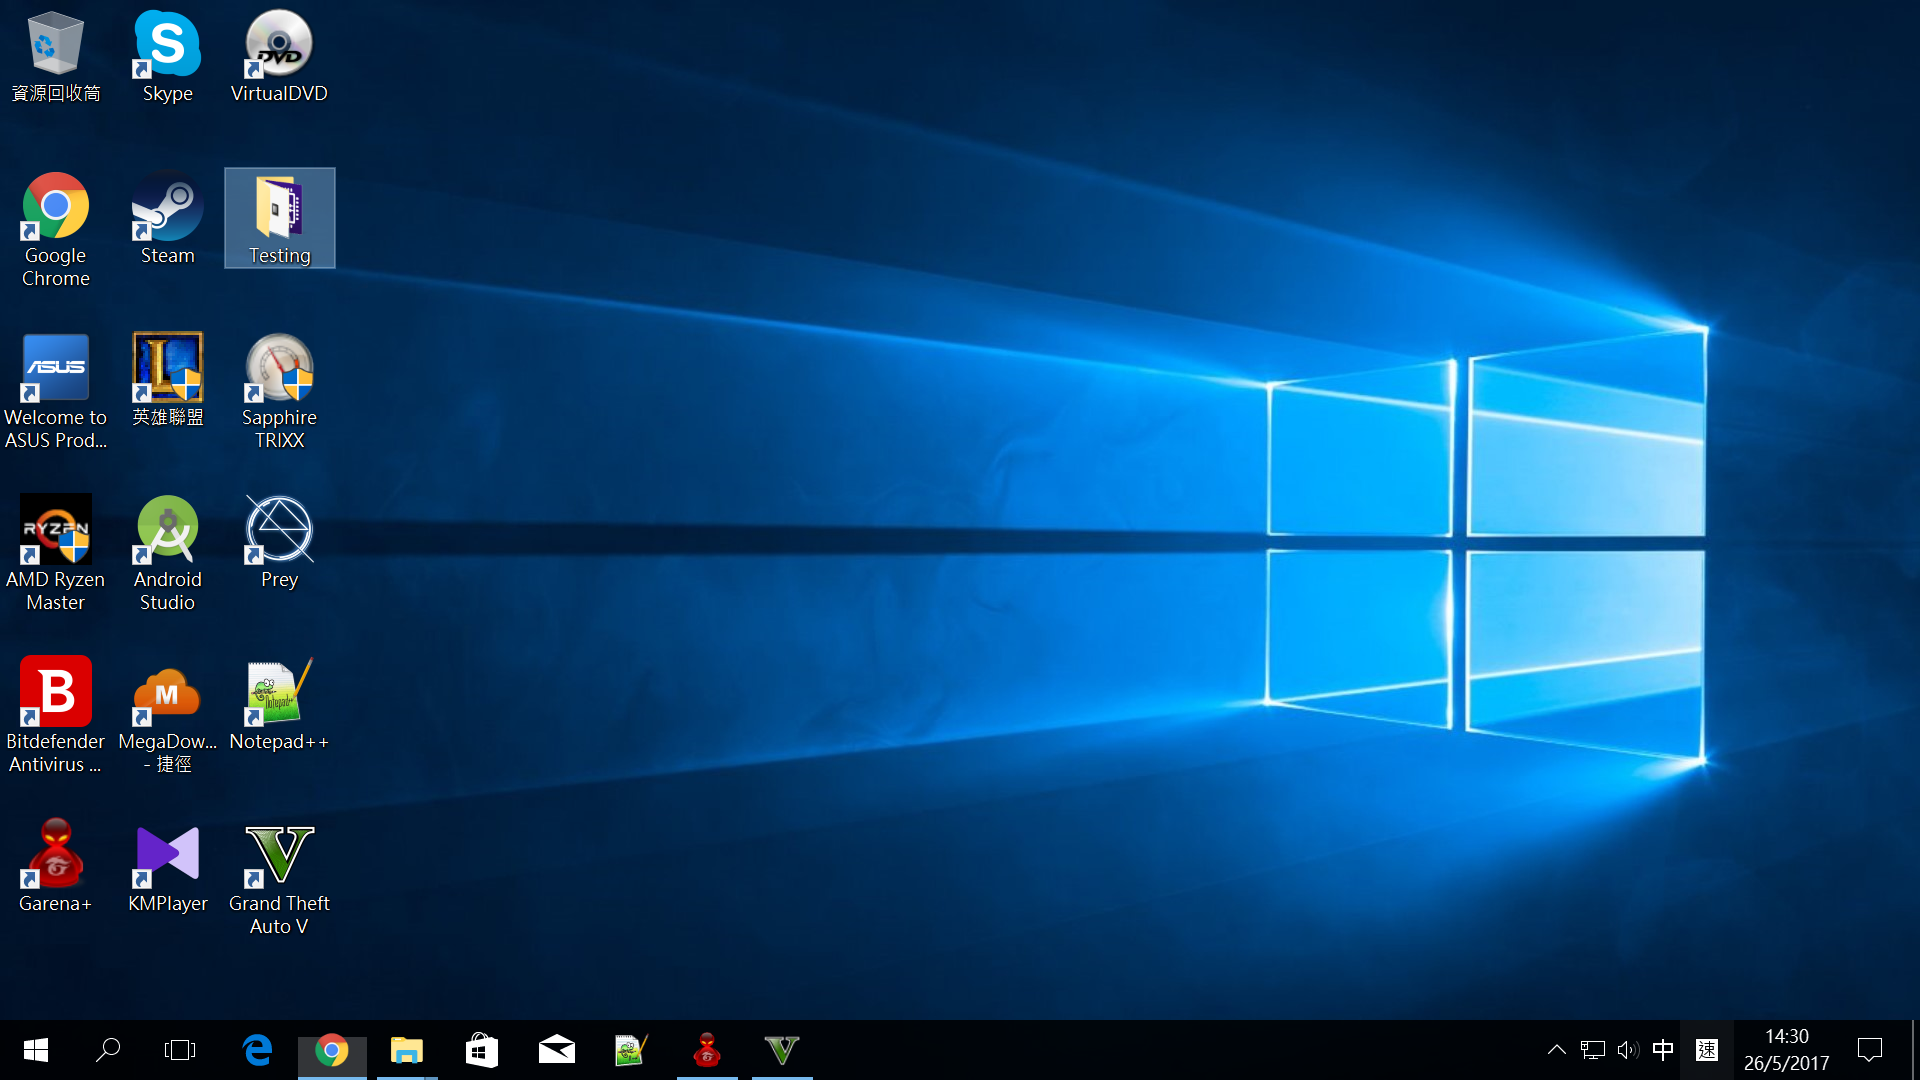 資源回收筒
S
Skype
DVD
VirtualDVD
Google
Chrome
Steam
Testing
ASUS
Welcome to
ASUS Prod...
L
英雄聯盟
Sapphire
TRIXX
RYZEN
AMD Ryzen
Master
Android
Studio
Prey
B
Bitdefender
Antivirus ...
M
MegaDow...
- 捷徑
Notepad++
Notepad++
Garena+
KMPlayer
V
Grand Theft
Auto V
中
速
14:30
26/5/2017